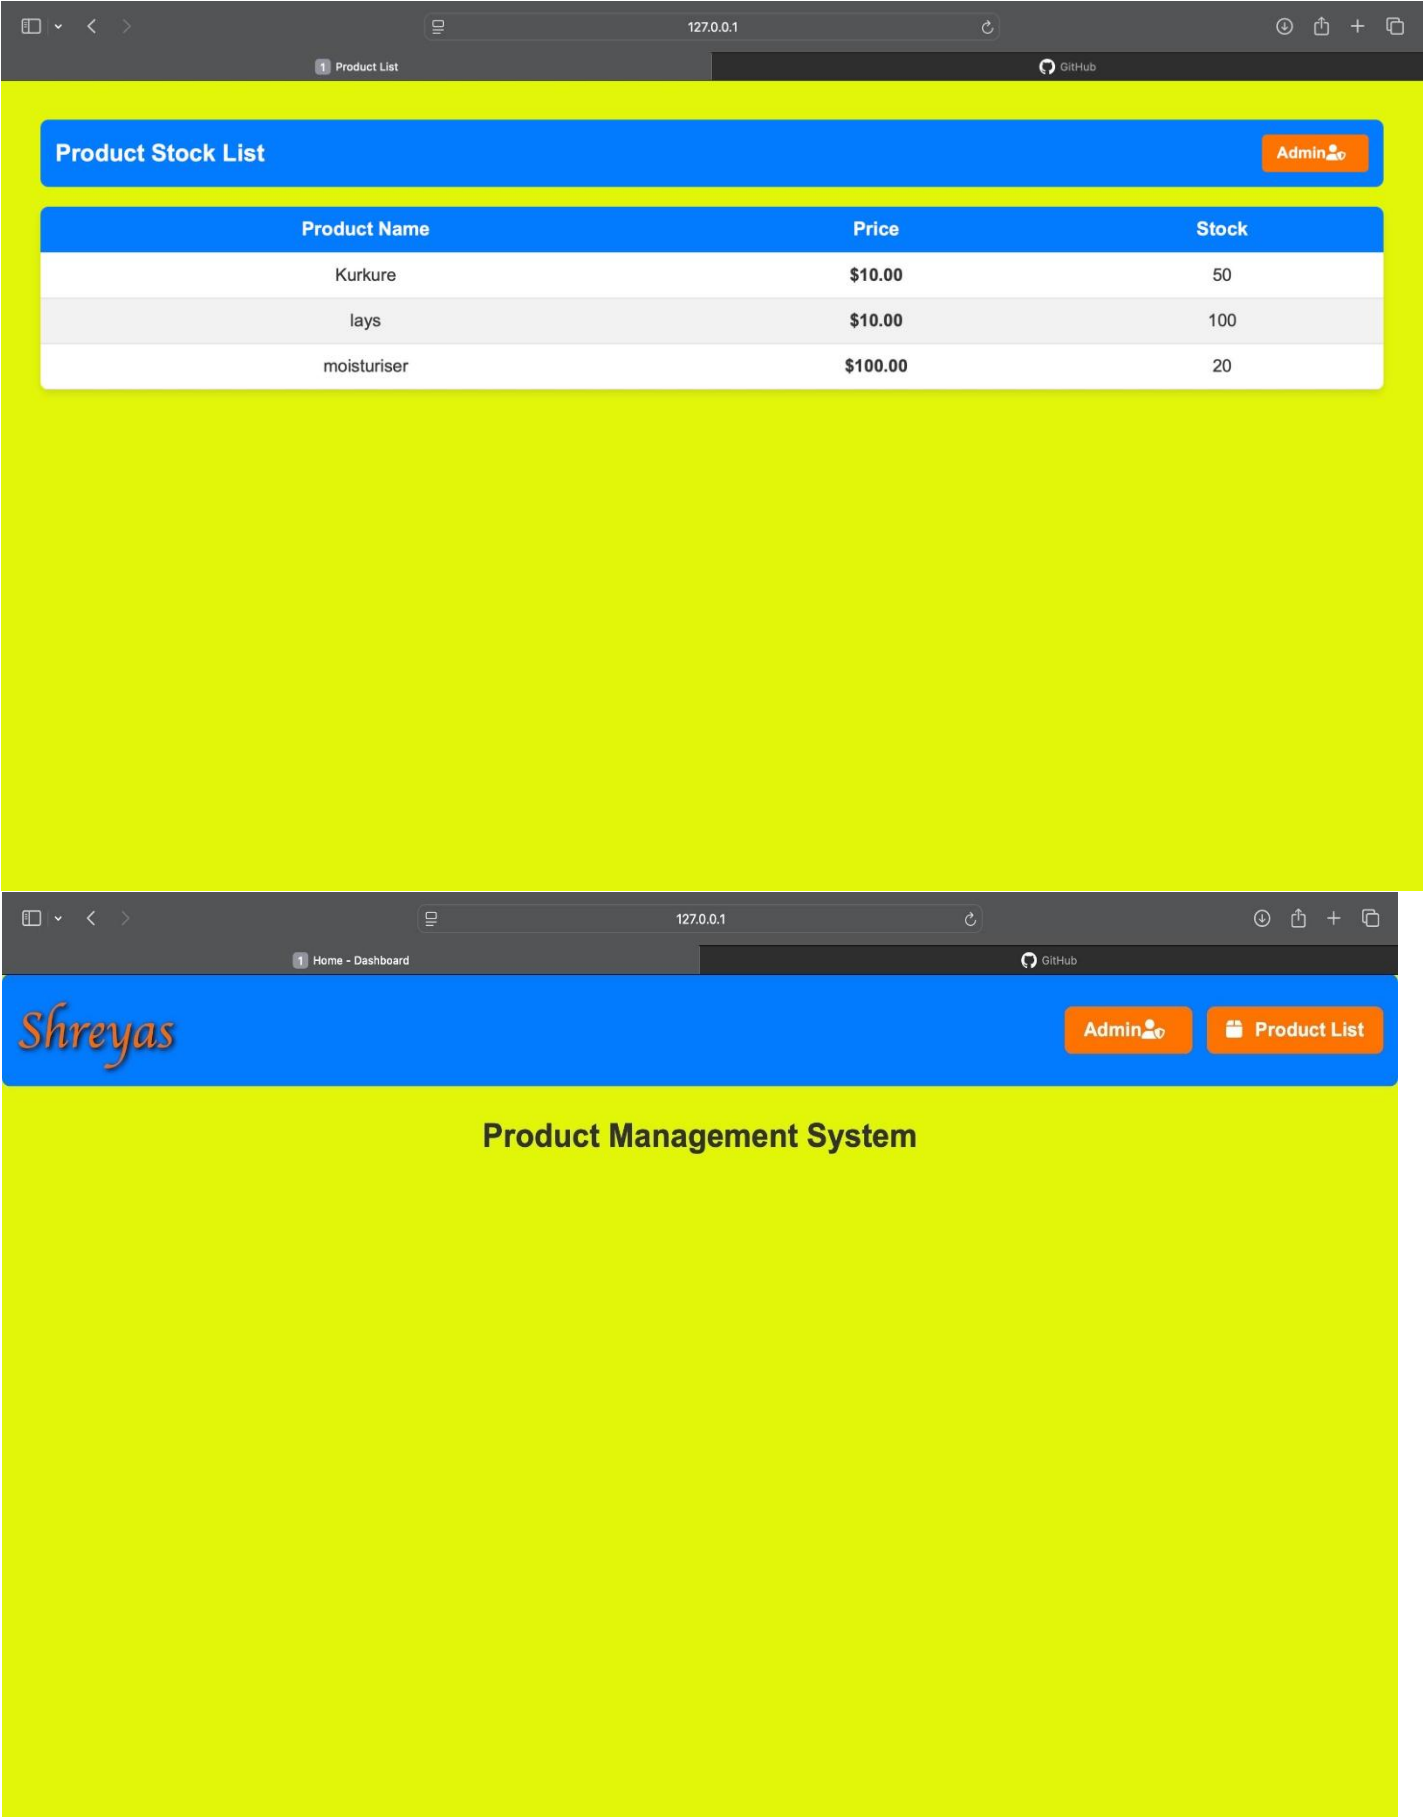 127.0.0.1
1 Product List GitHub
Product Stock List Admin
Product Name Price Stock
Kurkure $10.00 50
lays $10.00 100
moisturiser $100.00 20
127.0.0.1
1 Home - Dashboard GitHub
Shreyas Admin Product List
Product Management System